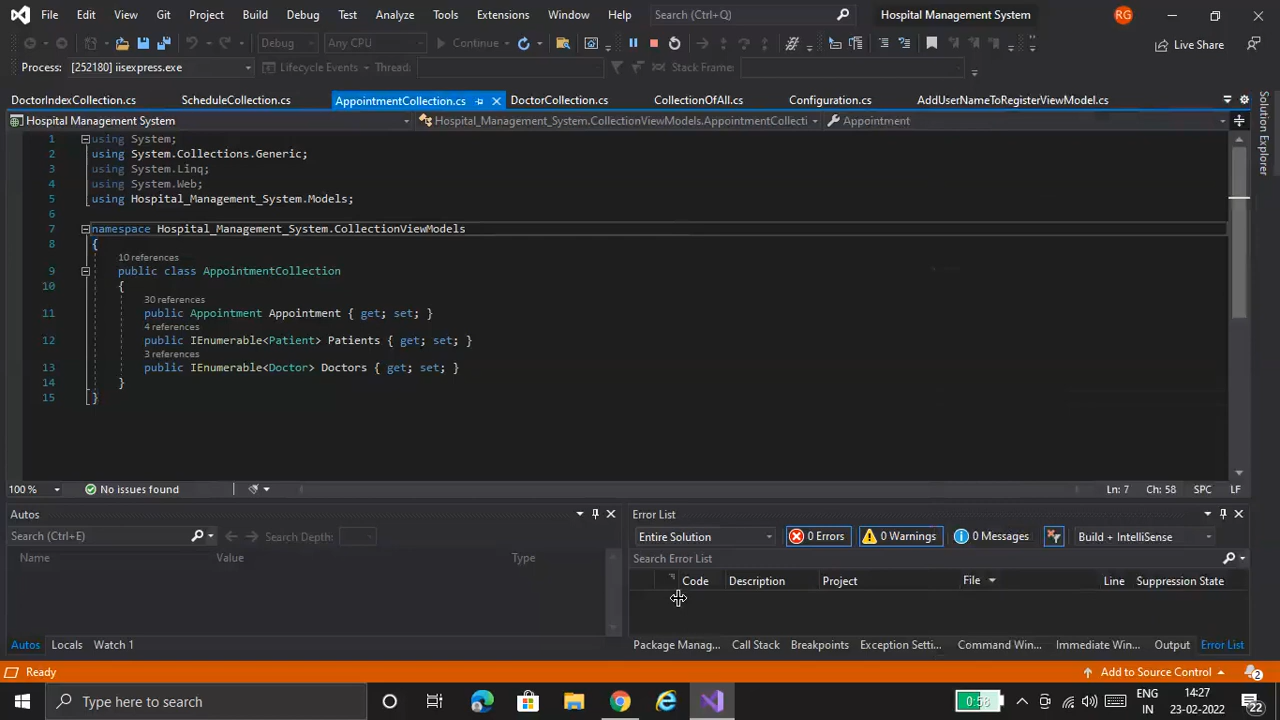 File Edit View Git Project Build Debug Test Analyze Tools Extensions Window Help Search (Ctrl+Q) Hospital Management System RG
Debug Any CPU Continue Live Share
Process: [252180] iisexpress.exe Lifecycle Events Thread: Stack Frame:
DoctorIndexCollection.cs ScheduleCollection.cs AppointmentCollection.cs DoctorCollection.cs CollectionOfAll.cs Configuration.cs AddUserNameToRegisterViewModel.cs
Hospital Management System Hospital_Management_System.CollectionViewModels.AppointmentCollecti Appointment
1 using System;
2 using System.Collections.Generic;
3 using System.Linq;
4 using System.Web;
5 using Hospital_Management_System.Models;
6
7 namespace Hospital_Management_System.CollectionViewModels
8 {
10 references
9 public class AppointmentCollection
10 {
30 references
11 public Appointment Appointment { get; set; }
4 references
12 public IEnumerable<Patient> Patients { get; set; }
3 references
13 public IEnumerable<Doctor> Doctors { get; set; }
14 }
15 }
100 % No issues found Ln: 7 Ch: 58 SPC LF
Autos
Search (Ctrl+E) Search Depth:
Name Value Type
Autos Locals Watch 1
Error List
Entire Solution 0 Errors 0 Warnings 0 Messages Build + IntelliSense
Search Error List
Code Description Project File Line Suppression State
Package Manag... Call Stack Breakpoints Exception Setti... Command Win... Immediate Win... Output Error List
Ready Add to Source Control 2
Type here to search 0:58 ENG IN 14:27 23-02-2022 22
Solution Explorer